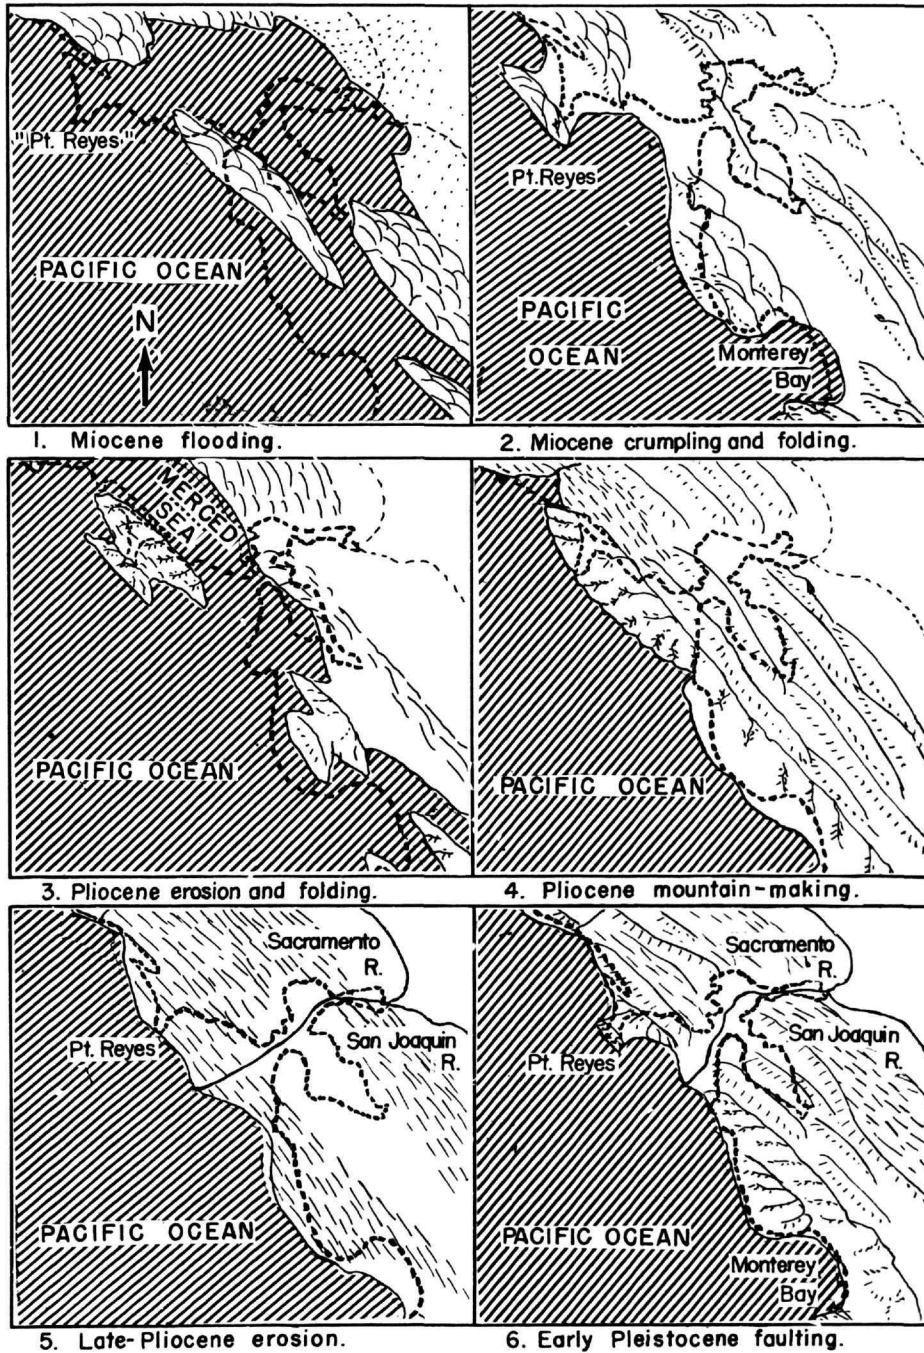 "Pt. Reyes"
PACIFIC OCEAN
N
1. Miocene flooding.
Pt. Reyes
PACIFIC
OCEAN
Monterey
Bay
2. Miocene crumpling and folding.
MERCED
SEA
PACIFIC OCEAN
3. Pliocene erosion and folding.
PACIFIC OCEAN
4. Pliocene mountain-making.
Sacramento
R.
Pt. Reyes
San Joaquin
R.
PACIFIC OCEAN
5. Late-Pliocene erosion.
Sacramento
R.
San Joaquin
R.
Pt. Reyes
PACIFIC OCEAN
Monterey
Bay
6. Early Pleistocene faulting.